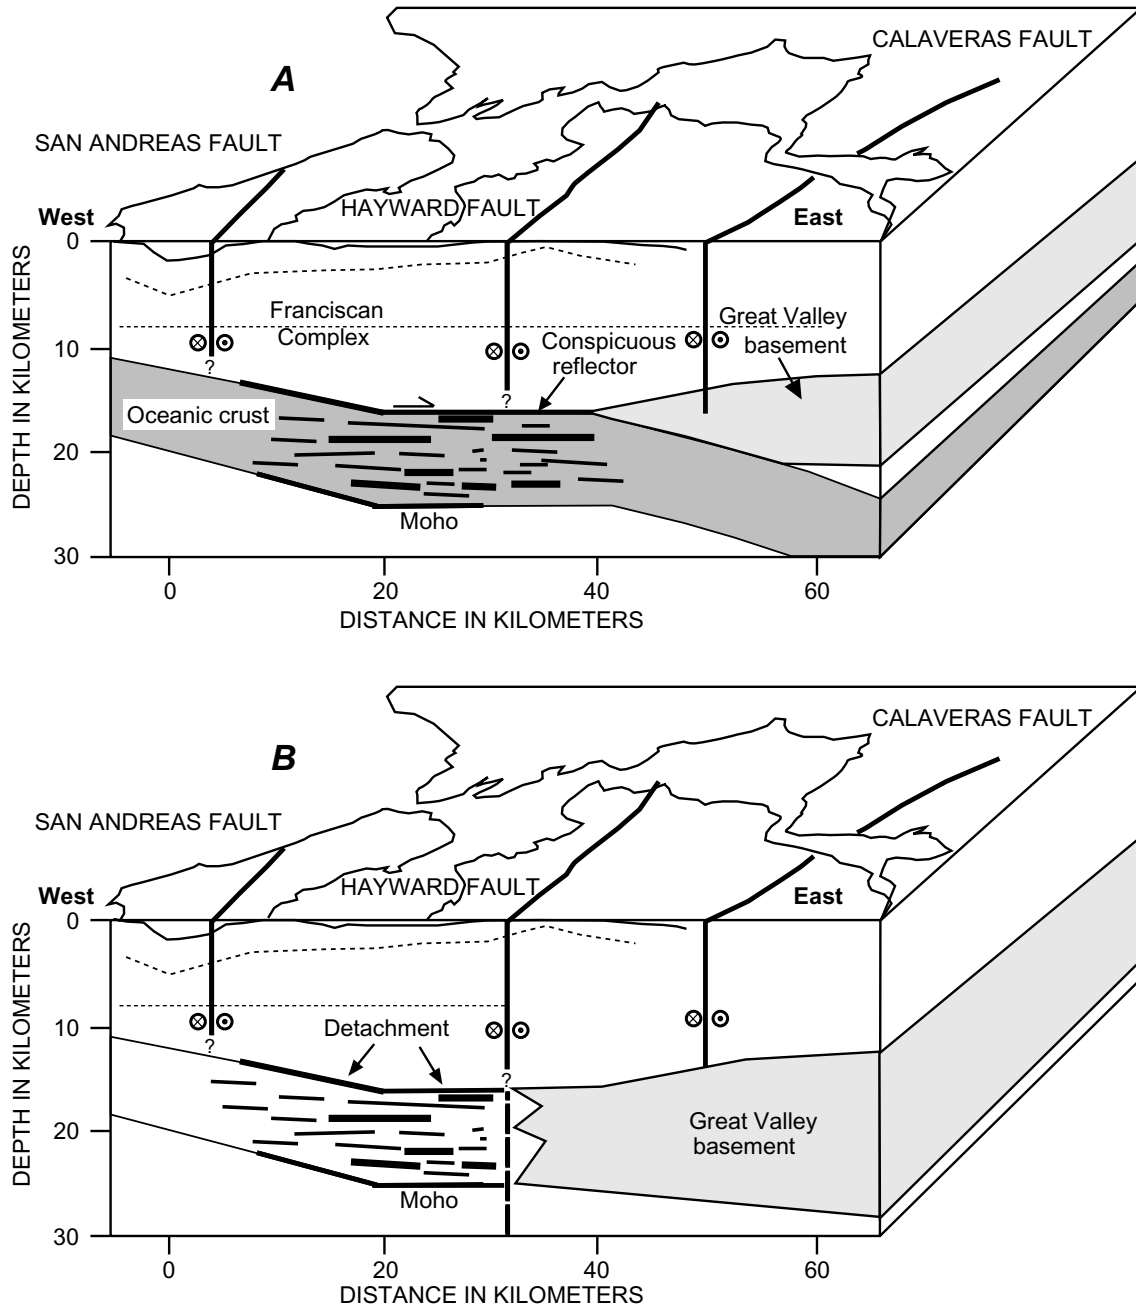 A
CALAVERAS FAULT
SAN ANDREAS FAULT
West
HAYWARD FAULT
East
0
Franciscan
Complex
Great Valley
basement
10
Conspicuous
reflector
?
?
Oceanic crust
20
Moho
30
DEPTH IN KILOMETERS
0
20
40
60
DISTANCE IN KILOMETERS
B
CALAVERAS FAULT
SAN ANDREAS FAULT
West
HAYWARD FAULT
East
0
10
Detachment
?
?
20
Great Valley
basement
Moho
30
DEPTH IN KILOMETERS
0
20
40
60
DISTANCE IN KILOMETERS